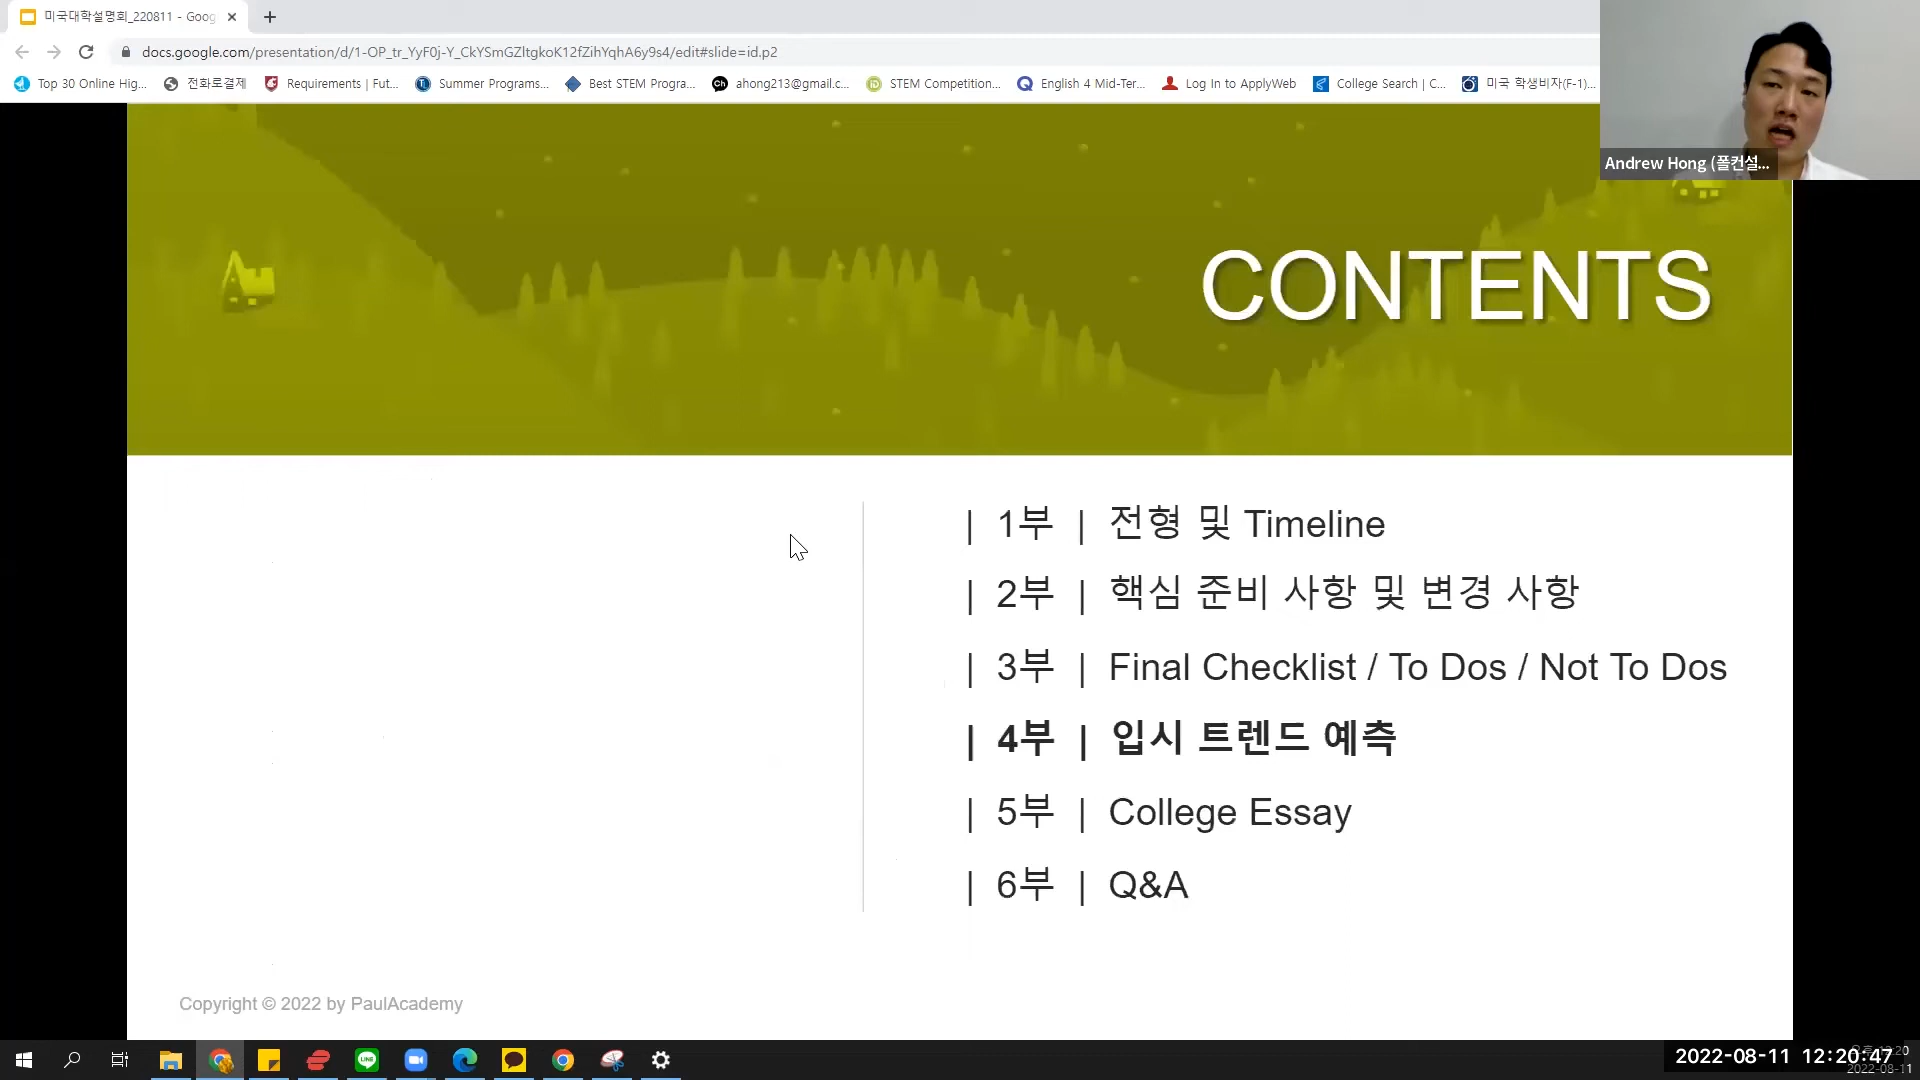 미국대학설명회_220811 - Goog
docs.google.com/presentation/d/1-OP_tr_YyF0j-Y_CkYSmGZltgkoK12fZihYqhA6y9s4/edit#slide=id.p2
Top 30 Online Hig... 전화로결제 Requirements | Fut... Summer Programs... Best STEM Progra... ahong213@gmail.c... STEM Competition... English 4 Mid-Ter... Log In to ApplyWeb College Search | C... 미국 학생비자(F-1)...
Andrew Hong (폴컨설...
CONTENTS
| 1부 | 전형 및 Timeline
| 2부 | 핵심 준비 사항 및 변경 사항
| 3부 | Final Checklist / To Dos / Not To Dos
| 4부 | 입시 트렌드 예측
| 5부 | College Essay
| 6부 | Q&A
Copyright © 2022 by PaulAcademy
2022-08-11 12:20:47
2022-08-11